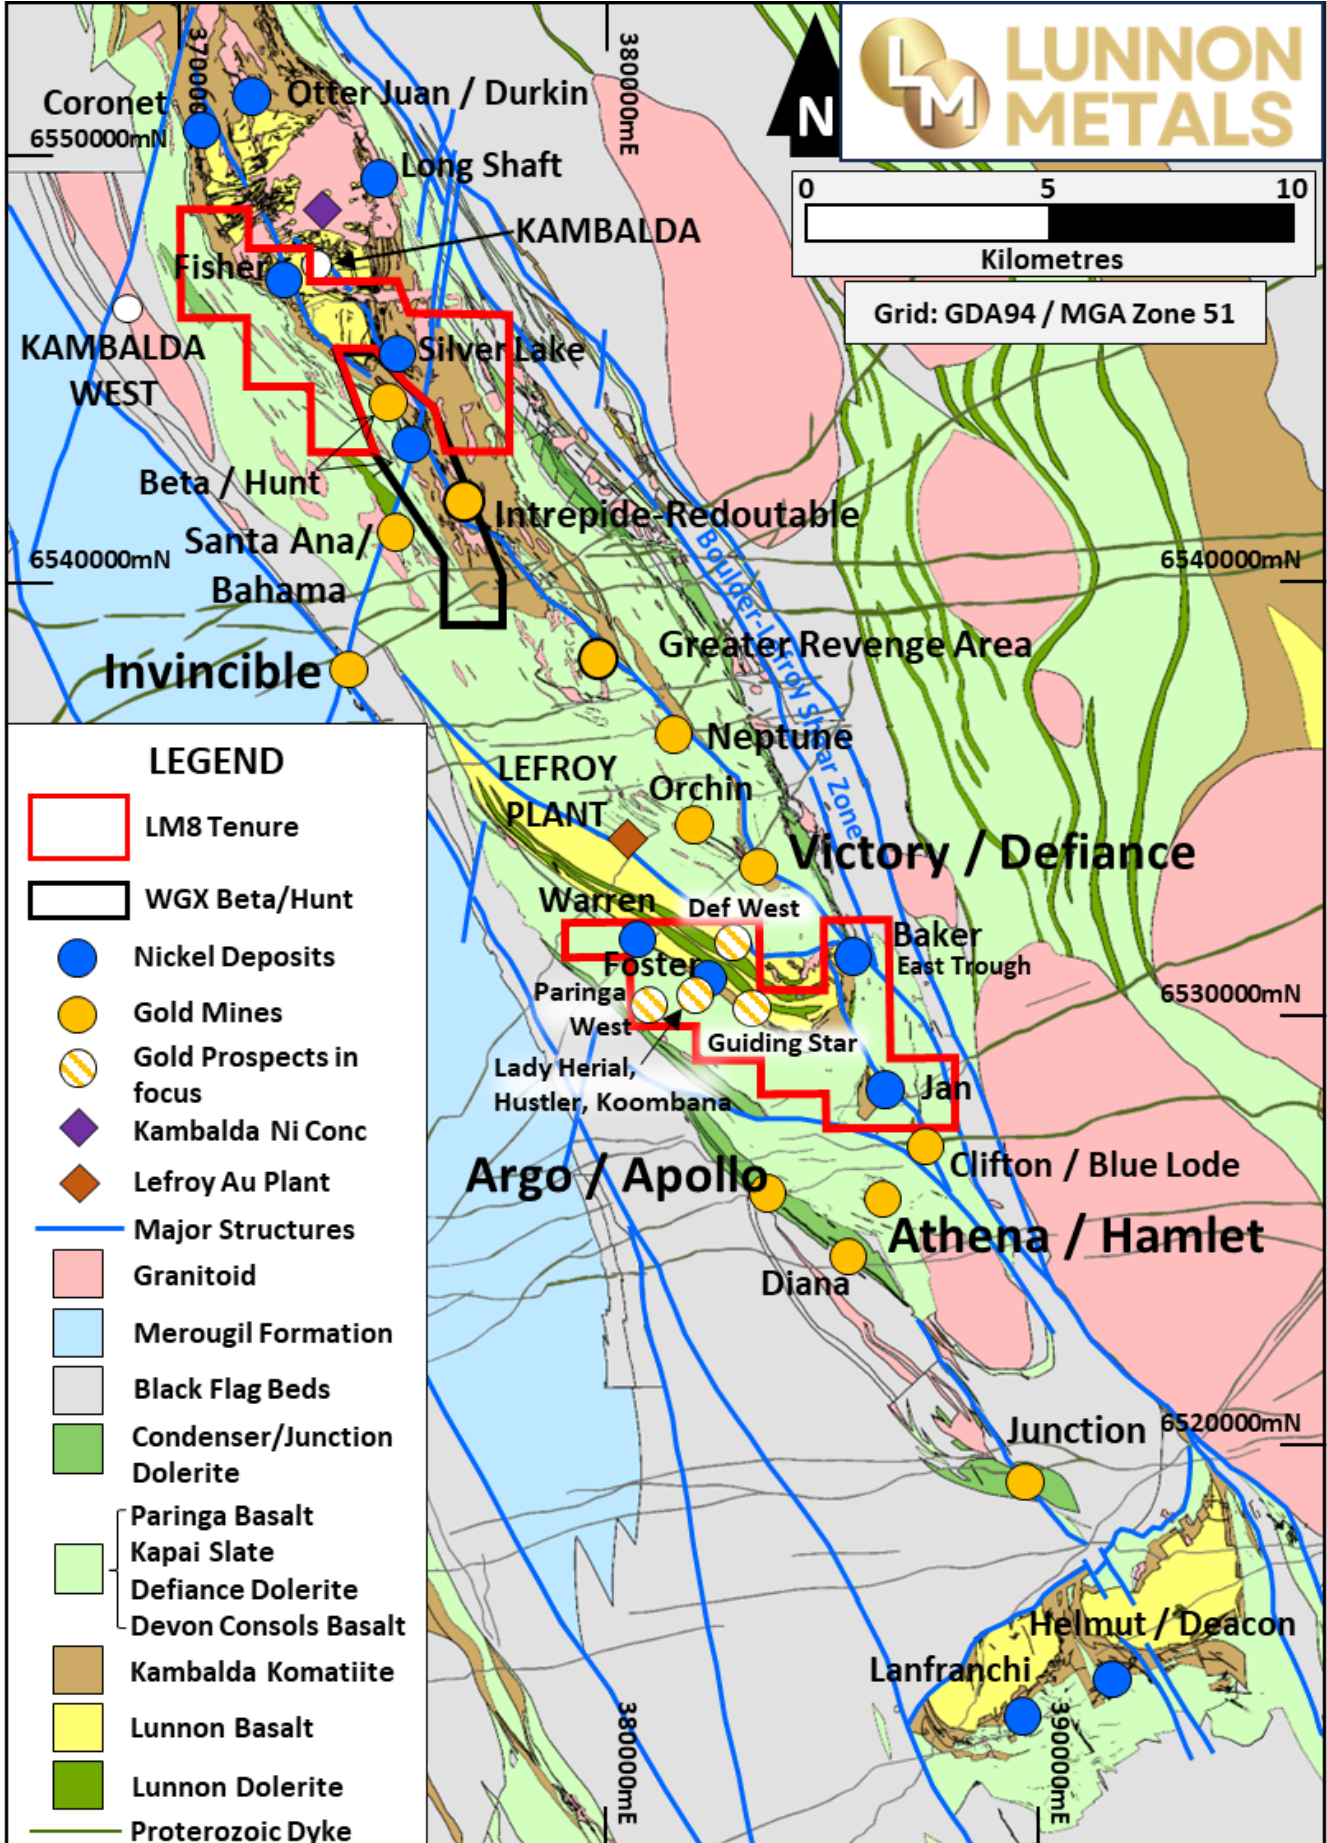 370000
380000mE
LM
LUNNON
METALS
Otter Juan / Durkin
Coronet
6550000mN
N
Long Shaft
0 5 10
Kilometres
KAMBALDA
Fisher
Grid: GDA94 / MGA Zone 51
KAMBALDA
WEST
Silver Lake
Beta / Hunt
Intrepide-Redoutable
Santa Ana/
Bahama
6540000mN
6540000mN
Boulder-Lefroy Shear Zone
Greater Revenge Area
Invincible
Neptune
LEFROY
PLANT
Orchin
Victory / Defiance
Warren
Def West
Baker
East Trough
Foster
Paringa
West
6530000mN
Guiding Star
Lady Herial,
Hustler, Koombana
Jan
Clifton / Blue Lode
Argo / Apollo
Athena / Hamlet
Diana
Junction
6520000mN
Helmut / Deacon
Lanfranchi
380000mE
390000mE
LEGEND
LM8 Tenure
WGX Beta/Hunt
Nickel Deposits
Gold Mines
Gold Prospects in
focus
Kambalda Ni Conc
Lefroy Au Plant
Major Structures
Granitoid
Merougil Formation
Black Flag Beds
Condenser/Junction
Dolerite
Paringa Basalt
Kapai Slate
Defiance Dolerite
Devon Consols Basalt
Kambalda Komatiite
Lunnon Basalt
Lunnon Dolerite
Proterozoic Dyke